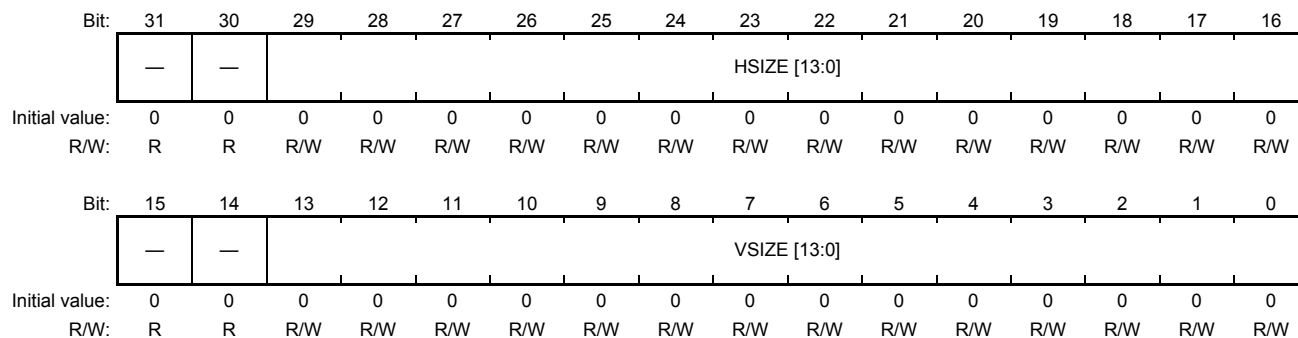 Bit: 31 30 29 28 27 26 25 24 23 22 21 20 19 18 17 16
— — HSIZE [13:0]
Initial value: 0 0 0 0 0 0 0 0 0 0 0 0 0 0 0 0
R/W: R R R/W R/W R/W R/W R/W R/W R/W R/W R/W R/W R/W R/W R/W R/W
Bit: 15 14 13 12 11 10 9 8 7 6 5 4 3 2 1 0
— — VSIZE [13:0]
Initial value: 0 0 0 0 0 0 0 0 0 0 0 0 0 0 0 0
R/W: R R R/W R/W R/W R/W R/W R/W R/W R/W R/W R/W R/W R/W R/W R/W